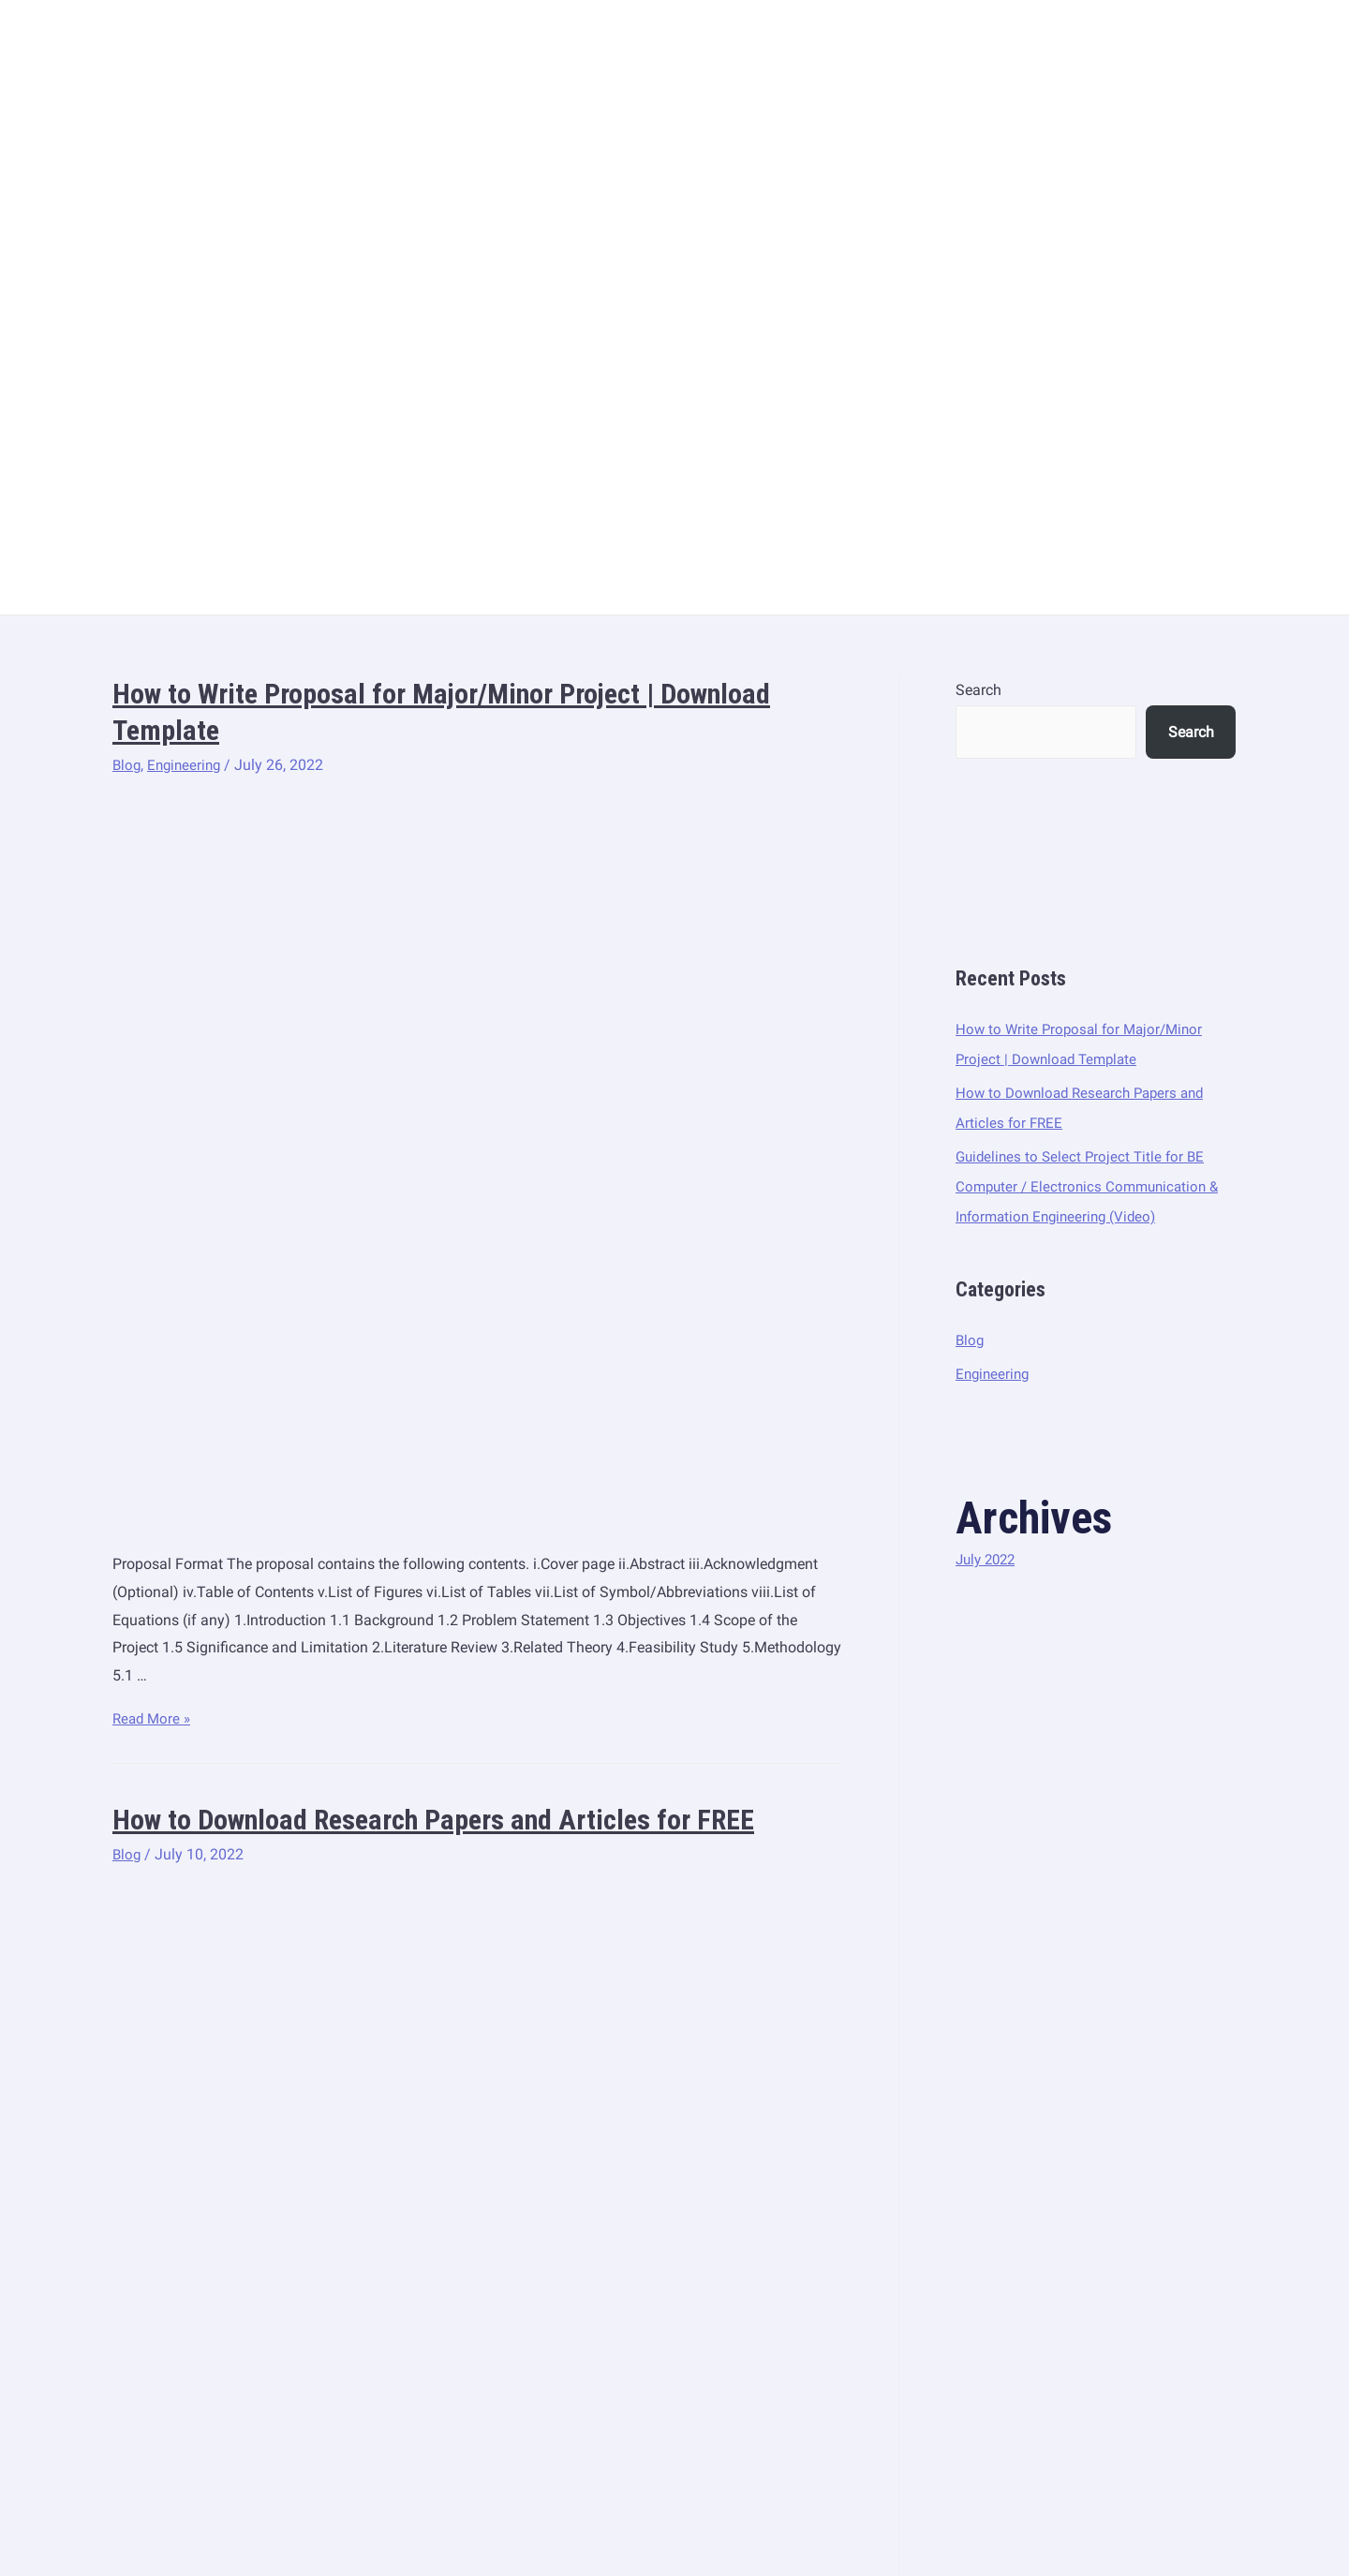 How to Write Proposal for Major/Minor Project | Download
Template
Blog, Engineering / July 26, 2022
Proposal Format The proposal contains the following contents. i.Cover page ii.Abstract iii.Acknowledgment
(Optional) iv.Table of Contents v.List of Figures vi.List of Tables vii.List of Symbol/Abbreviations viii.List of
Equations (if any) 1.Introduction 1.1 Background 1.2 Problem Statement 1.3 Objectives 1.4 Scope of the
Project 1.5 Significance and Limitation 2.Literature Review 3.Related Theory 4.Feasibility Study 5.Methodology
5.1 …
Read More »
How to Download Research Papers and Articles for FREE
Blog / July 10, 2022
Search
Search
Recent Posts
How to Write Proposal for Major/Minor
Project | Download Template
How to Download Research Papers and
Articles for FREE
Guidelines to Select Project Title for BE
Computer / Electronics Communication &
Information Engineering (Video)
Categories
Blog
Engineering
Archives
July 2022